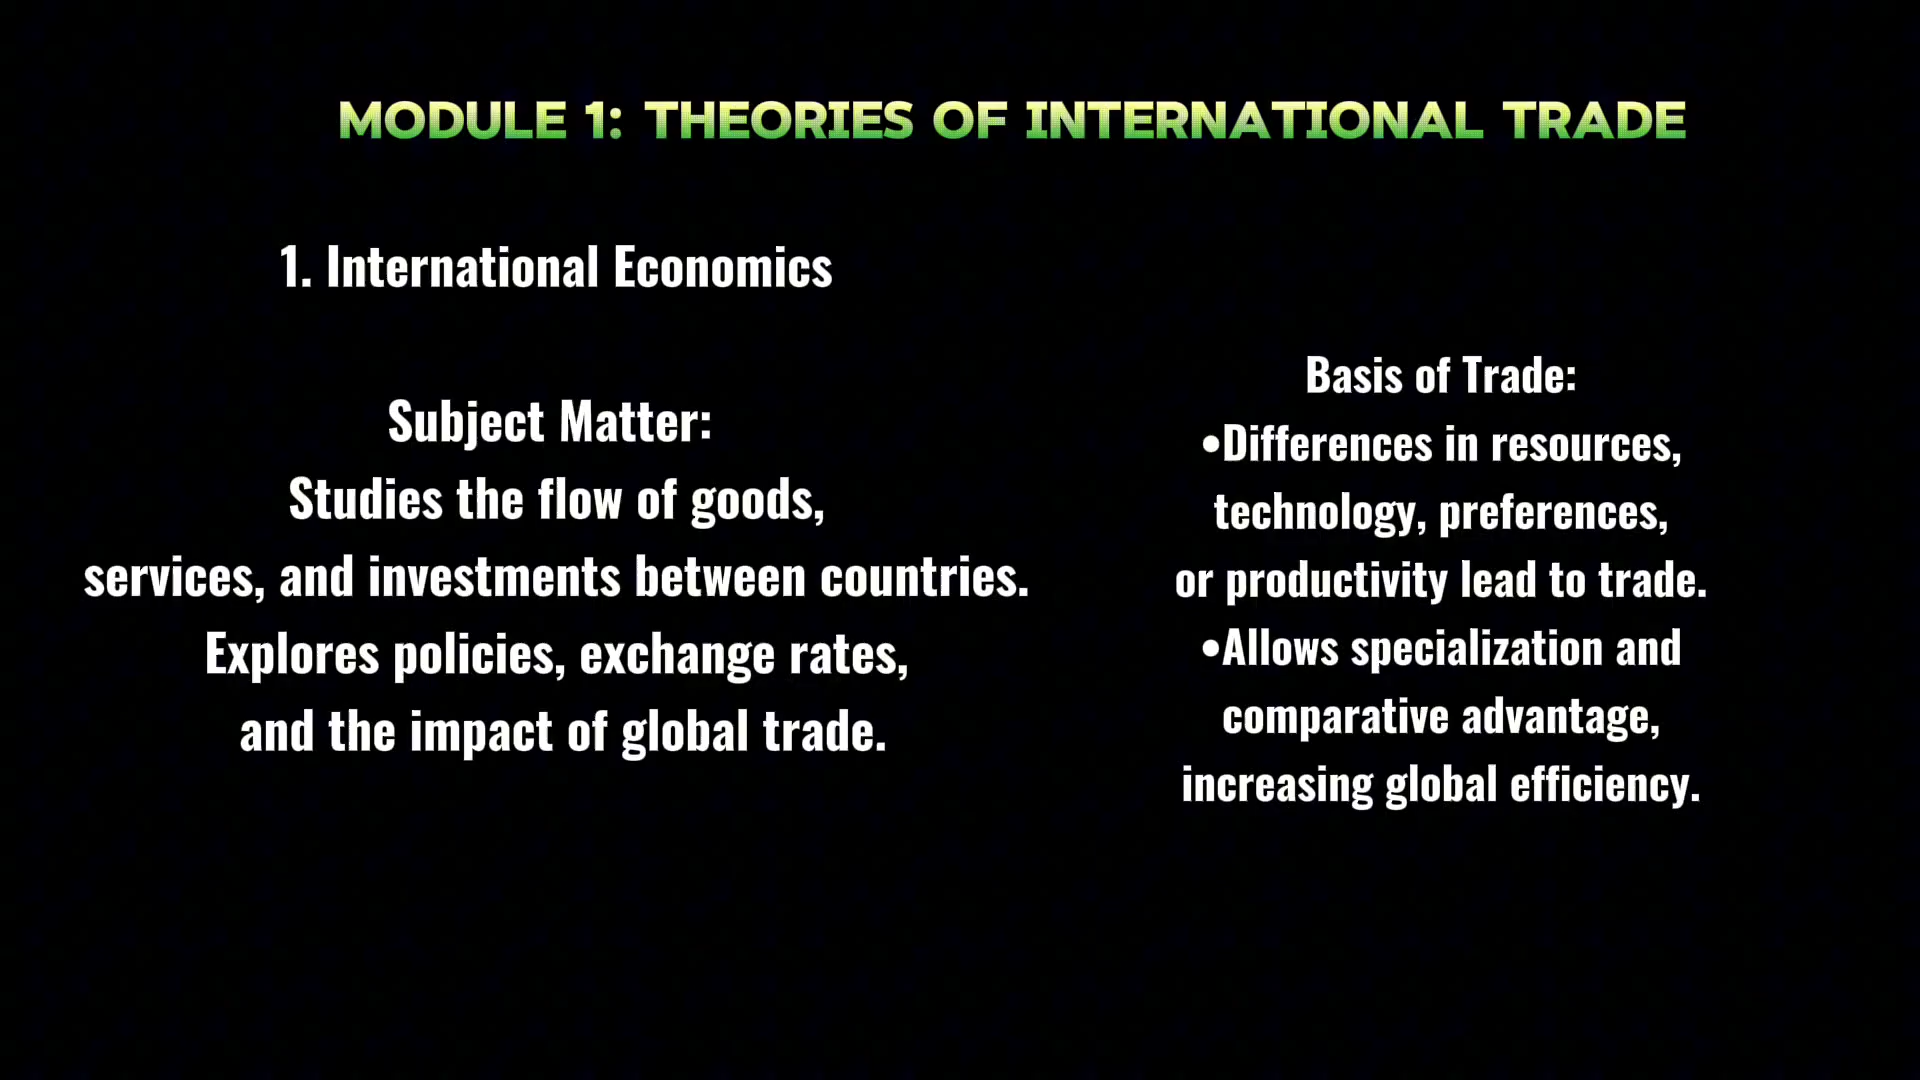 MODULE 1: THEORIES OF INTERNATIONAL TRADE
1. International Economics
Subject Matter:
Studies the flow of goods,
services, and investments between countries.
Explores policies, exchange rates,
and the impact of global trade.
Basis of Trade:
•Differences in resources,
technology, preferences,
or productivity lead to trade.
•Allows specialization and
comparative advantage,
increasing global efficiency.